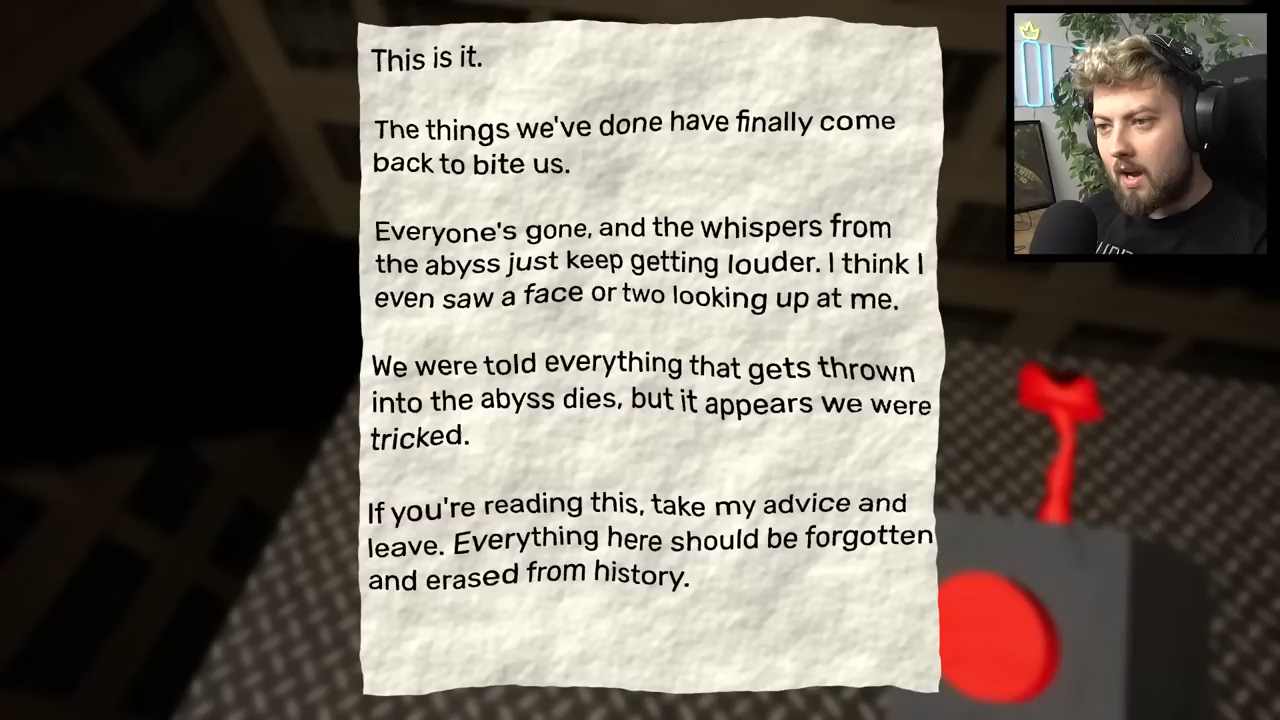 This is it.
The things we've done have finally come
back to bite us.
Everyone's gone, and the whispers from
the abyss just keep getting louder. I think I
even saw a face or two looking up at me.
We were told everything that gets thrown
into the abyss dies, but it appears we were
tricked.
If you're reading this, take my advice and
leave. Everything here should be forgotten
and erased from history.